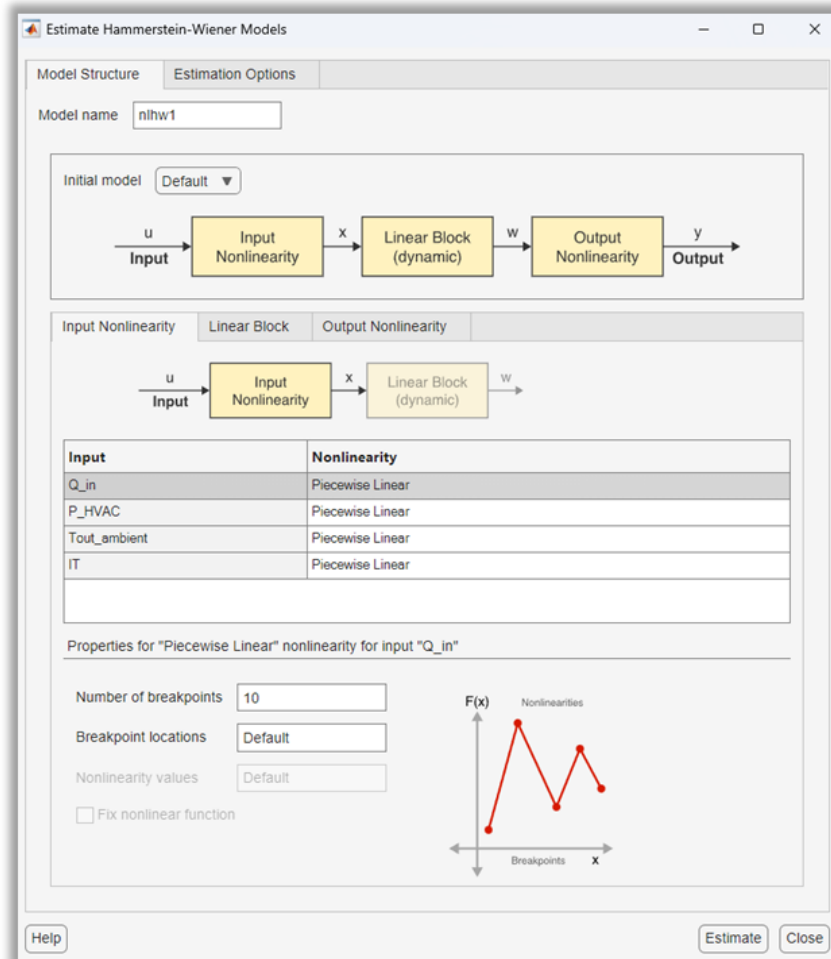 Estimate Hammerstein-Wiener Models
Model Structure Estimation Options
Model name nlhw1
Initial model Default
u x w y
Input Nonlinearity Linear Block (dynamic) Output Nonlinearity
Input Output
Input Nonlinearity Linear Block Output Nonlinearity
u x w
Input Nonlinearity Linear Block (dynamic)
Input
Input Nonlinearity
Q_in Piecewise Linear
P_HVAC Piecewise Linear
Tout_ambient Piecewise Linear
IT Piecewise Linear
Properties for "Piecewise Linear" nonlinearity for input "Q_in"
Number of breakpoints 10
Breakpoint locations Default
Nonlinearity values Default
Fix nonlinear function
F(x) Nonlinearities
Breakpoints x
Help Estimate Close